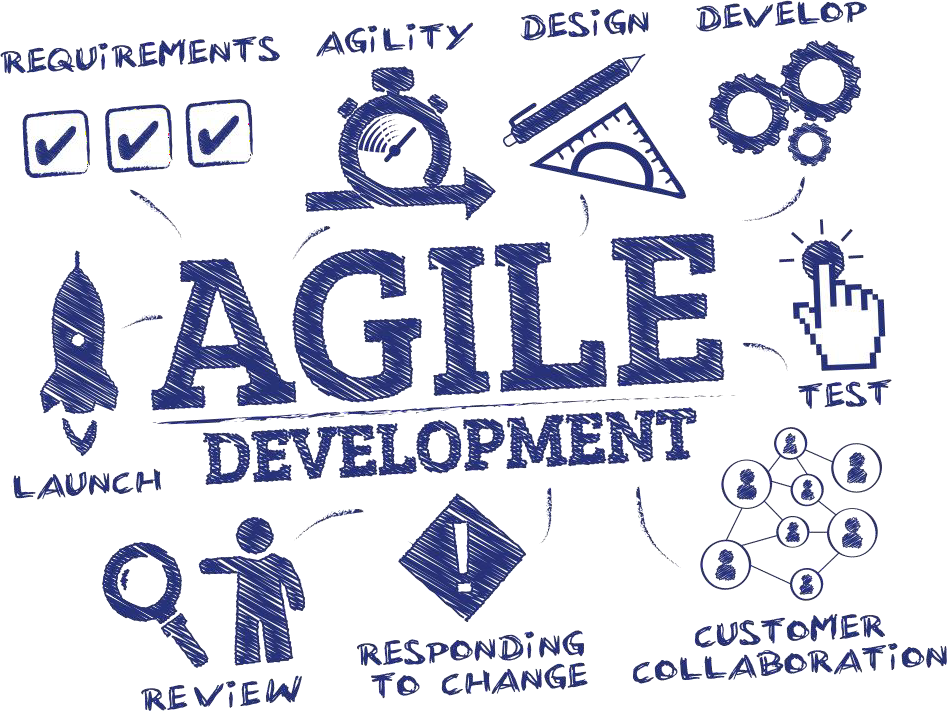 REQUIREMENTS
AGILITY
DESIGN
DEVELOP
AGILE
DEVELOPMENT
TEST
LAUNCH
REVIEW
RESPONDING
TO CHANGE
CUSTOMER
COLLABORATION